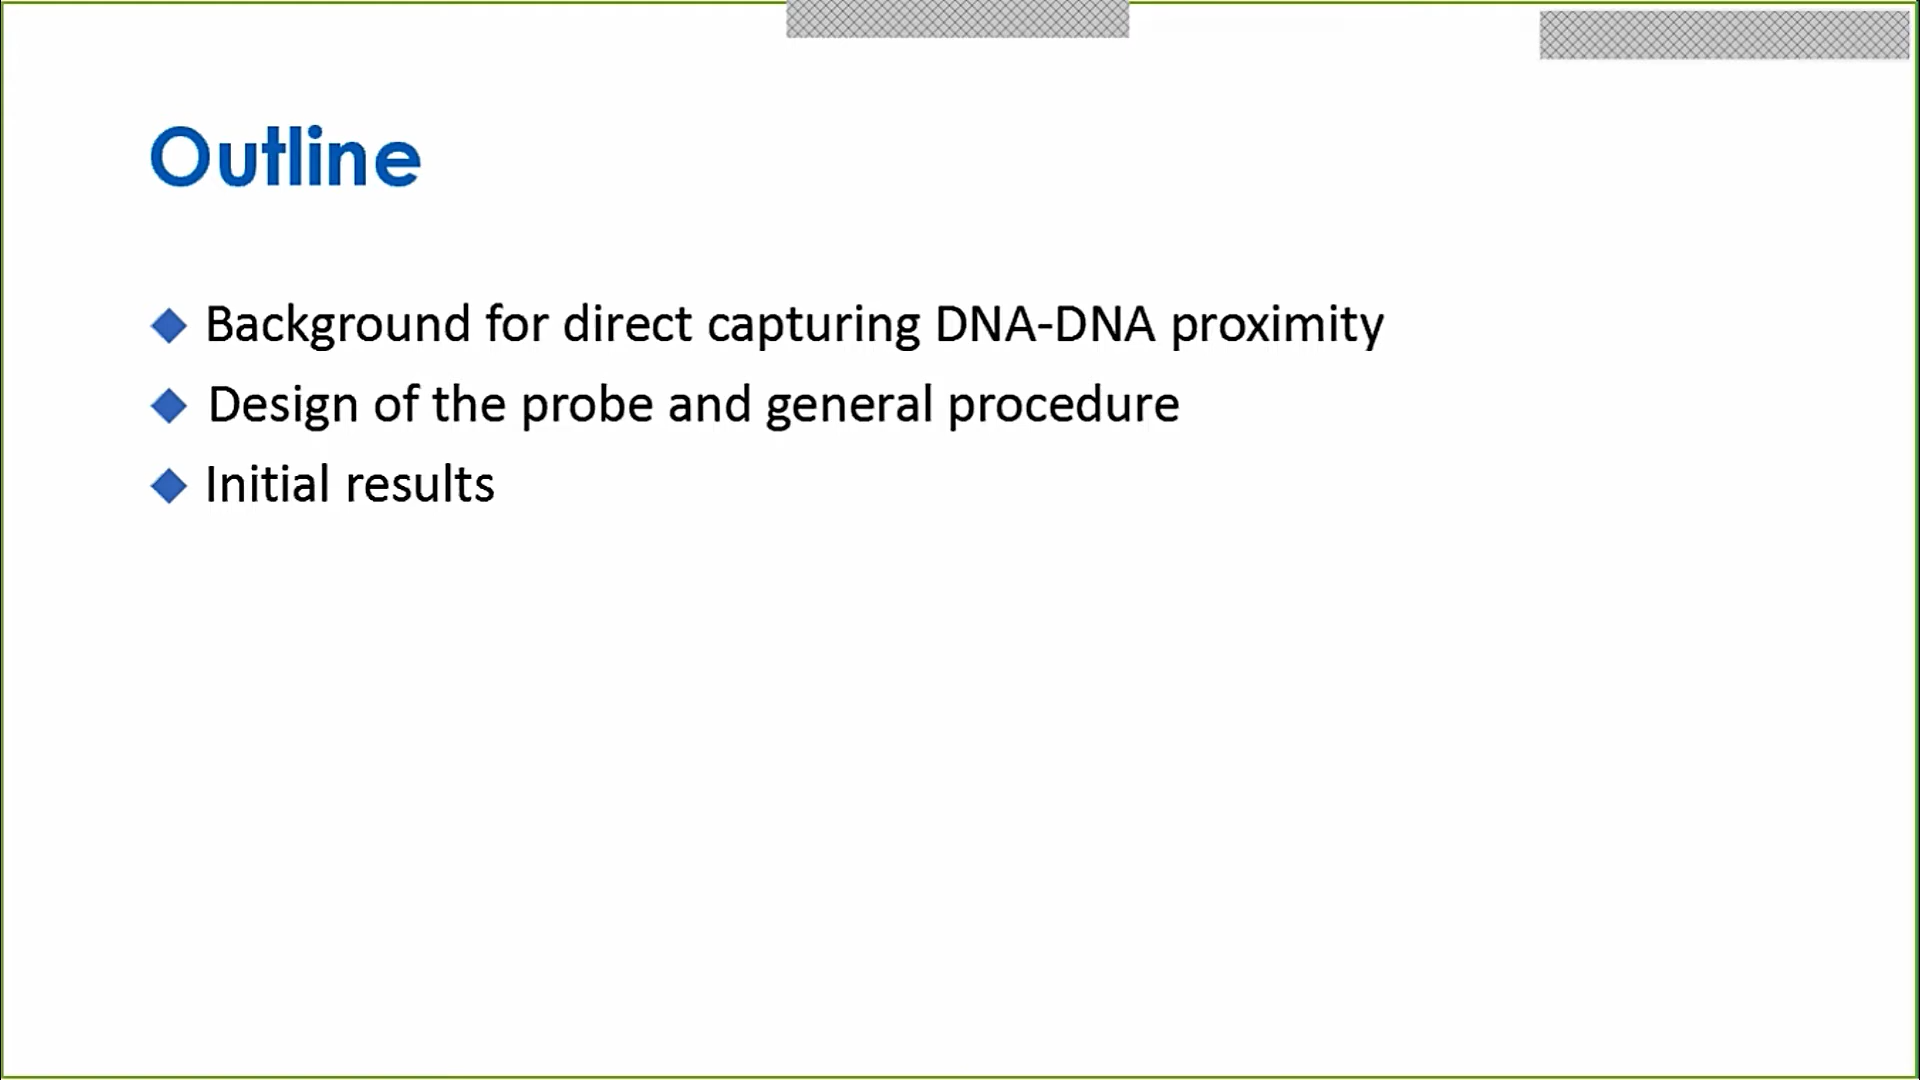 Outline
Background for direct capturing DNA-DNA proximity
Design of the probe and general procedure
Initial results